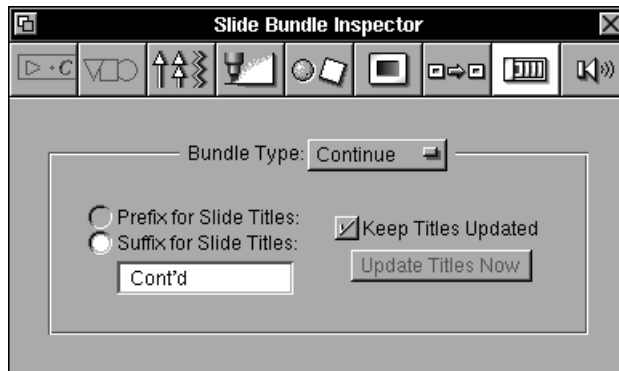 Slide Bundle Inspector
C
Bundle Type: Continue
Prefix for Slide Titles:
Suffix for Slide Titles:
Cont'd
Keep Titles Updated
Update Titles Now